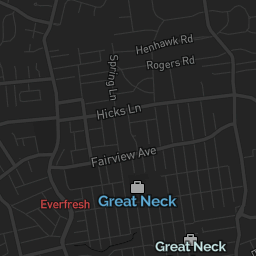 Henhawk Rd
Rogers Rd
Spring Ln
Hicks Ln
Fairview Ave
Great Neck
Everfresh
Great Neck